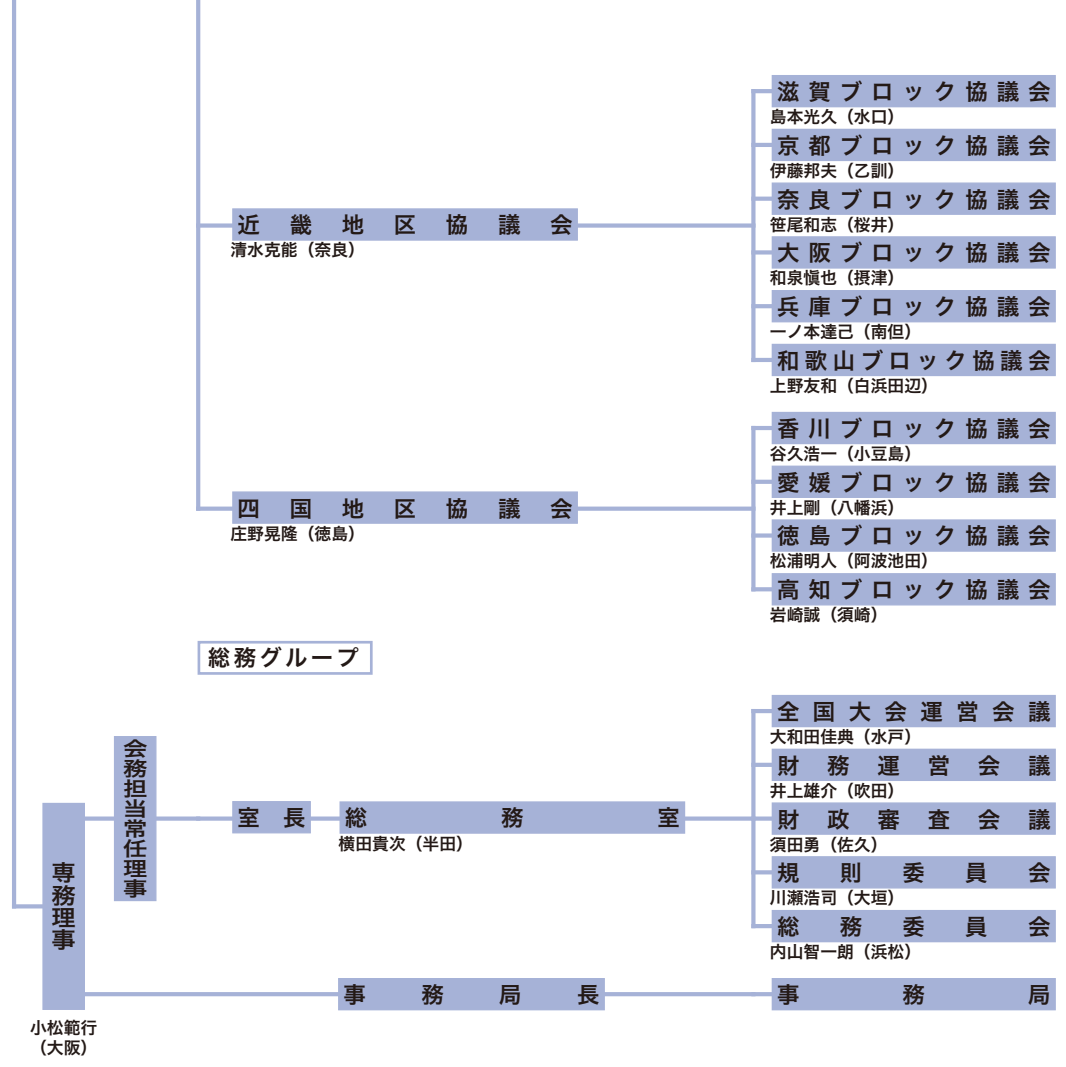 滋賀ブロック協議会
島本光久（水口）
京都ブロック協議会
伊藤邦夫（乙訓）
奈良ブロック協議会
笹尾和志（桜井）
近畿地区協議会
清水克能（奈良）
大阪ブロック協議会
和泉愼也（摂津）
兵庫ブロック協議会
一ノ本達己（南但）
和歌山ブロック協議会
上野友和（白浜田辺）
香川ブロック協議会
谷久浩一（小豆島）
愛媛ブロック協議会
井上剛（八幡浜）
四国地区協議会
庄野晃隆（徳島）
徳島ブロック協議会
松浦明人（阿波池田）
高知ブロック協議会
岩崎誠（須崎）
総務グループ
全国大会運営会議
大和田佳典（水戸）
財務運営会議
井上雄介（吹田）
会務担当常任理事
室長
総務室
横田貴次（半田）
財政審査会議
須田勇（佐久）
規則委員会
川瀬浩司（大垣）
総務委員会
内山智一朗（浜松）
専務理事
小松範行
（大阪）
事務局長
事務局